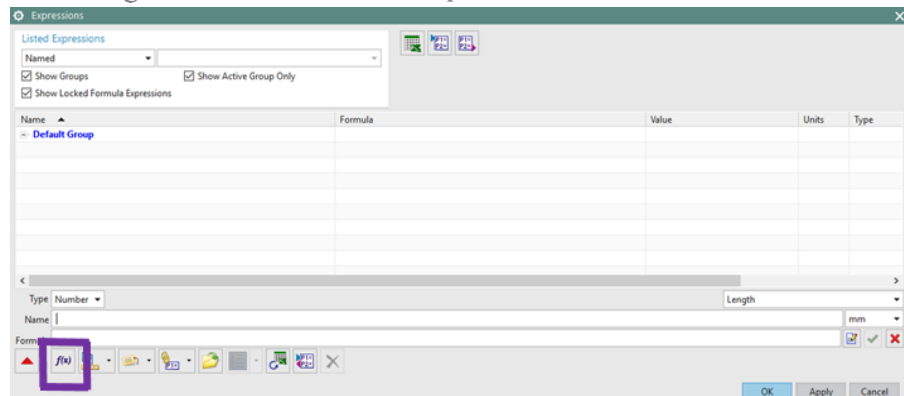 Expressions
Listed Expressions
Named
Show Groups Show Active Group Only
Show Locked Formula Expressions
Name Formula Value Units Type
Default Group
Type Number Length
Name mm
f(x)
OK Apply Cancel